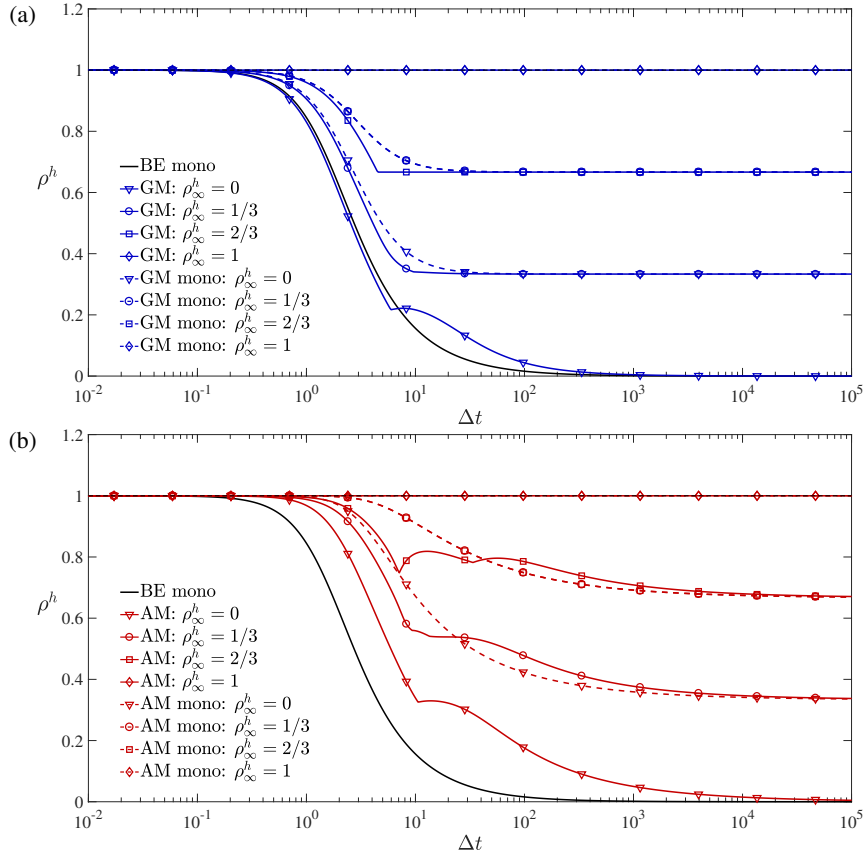 (a)
1.2
1
0.8
0.6
0.4
0.2
0
ρ^h
BE mono
GM: ρ^h_∞ = 0
GM: ρ^h_∞ = 1/3
GM: ρ^h_∞ = 2/3
GM: ρ^h_∞ = 1
GM mono: ρ^h_∞ = 0
GM mono: ρ^h_∞ = 1/3
GM mono: ρ^h_∞ = 2/3
GM mono: ρ^h_∞ = 1
10^-2 10^-1 10^0 10^1 10^2 10^3 10^4 10^5
Δt
(b)
1.2
1
0.8
0.6
0.4
0.2
0
ρ^h
BE mono
AM: ρ^h_∞ = 0
AM: ρ^h_∞ = 1/3
AM: ρ^h_∞ = 2/3
AM: ρ^h_∞ = 1
AM mono: ρ^h_∞ = 0
AM mono: ρ^h_∞ = 1/3
AM mono: ρ^h_∞ = 2/3
AM mono: ρ^h_∞ = 1
10^-2 10^-1 10^0 10^1 10^2 10^3 10^4 10^5
Δt